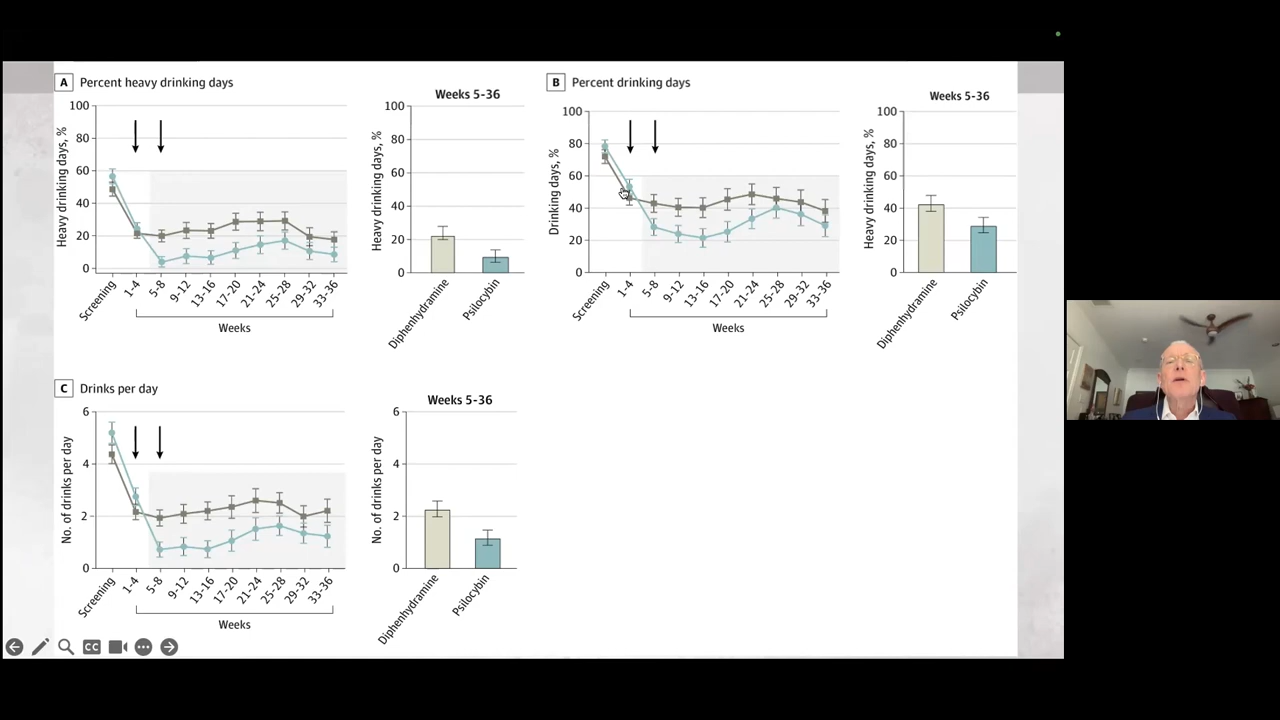 A Percent heavy drinking days
Heavy drinking days, %
100
80
60
40
20
0
Screening
1-4
5-8
9-12
13-16
17-20
21-24
25-28
29-32
33-36
Weeks
Weeks 5-36
Heavy drinking days, %
100
80
60
40
20
0
Diphenhydramine
Psilocybin
B Percent drinking days
Drinking days, %
100
80
60
40
20
0
Screening
1-4
5-8
9-12
13-16
17-20
21-24
25-28
29-32
33-36
Weeks
Weeks 5-36
Heavy drinking days, %
100
80
60
40
20
0
Diphenhydramine
Psilocybin
C Drinks per day
No. of drinks per day
6
4
2
0
Screening
1-4
5-8
9-12
13-16
17-20
21-24
25-28
29-32
33-36
Weeks
Weeks 5-36
No. of drinks per day
6
4
2
0
Diphenhydramine
Psilocybin
CC